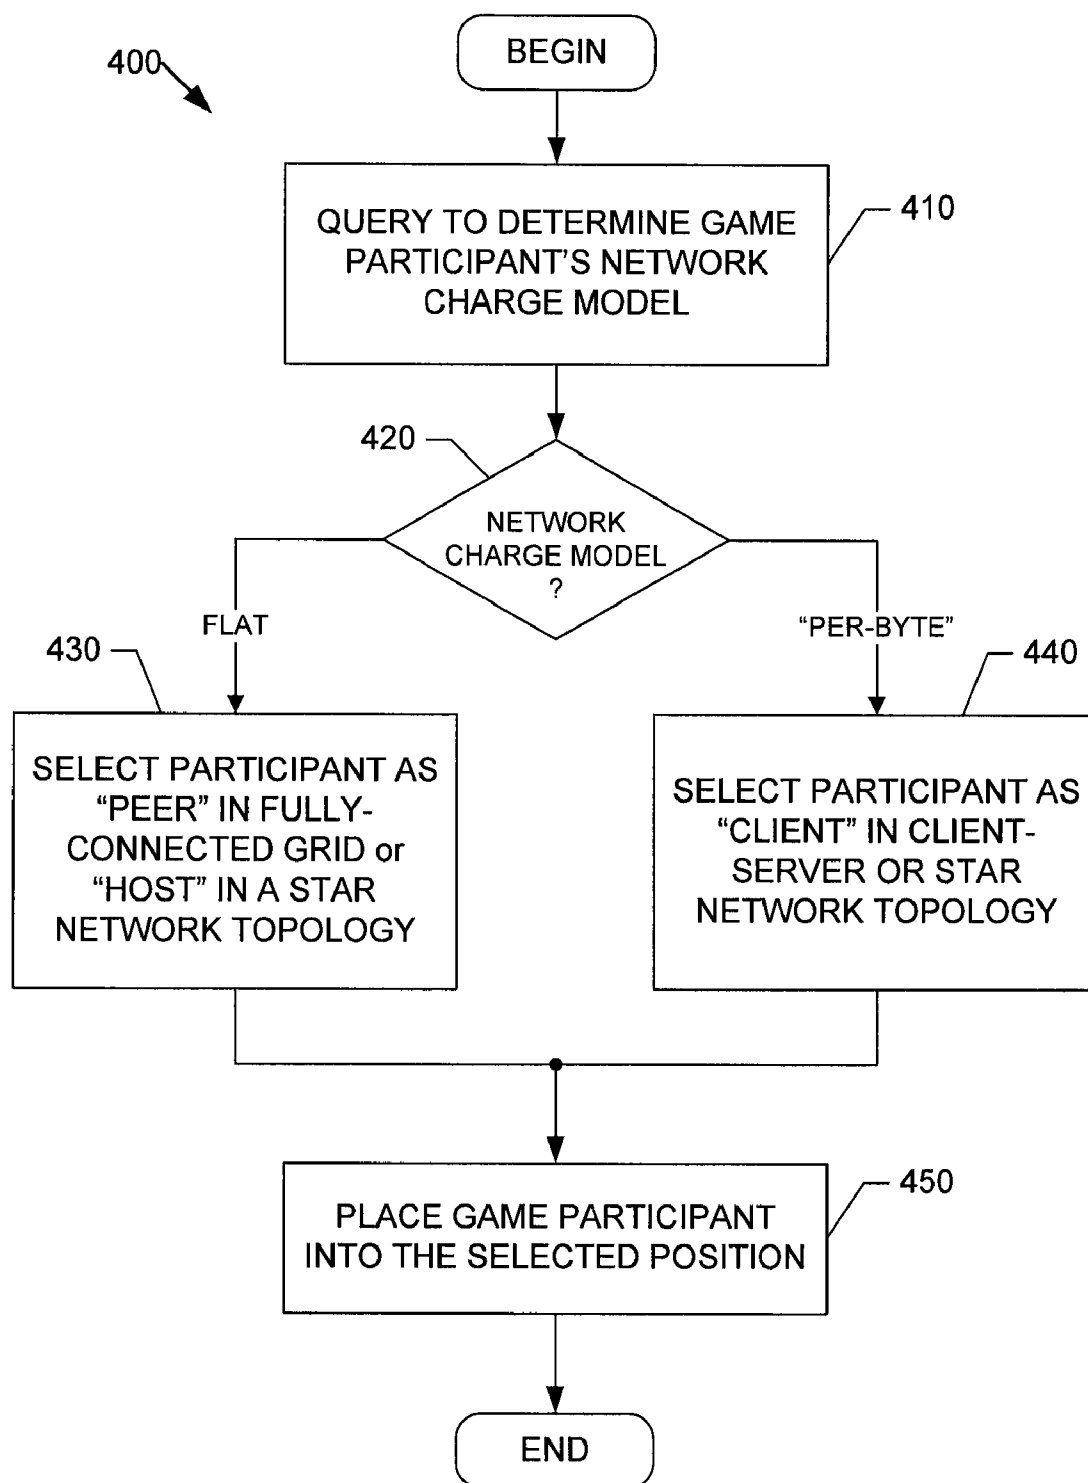 BEGIN
400
QUERY TO DETERMINE GAME
PARTICIPANT'S NETWORK
CHARGE MODEL
410
420
NETWORK
CHARGE MODEL
?
FLAT
“PER-BYTE”
430
440
SELECT PARTICIPANT AS
“PEER” IN FULLY-
CONNECTED GRID or
“HOST” IN A STAR
NETWORK TOPOLOGY
SELECT PARTICIPANT AS
“CLIENT” IN CLIENT-
SERVER OR STAR
NETWORK TOPOLOGY
450
PLACE GAME PARTICIPANT
INTO THE SELECTED POSITION
END